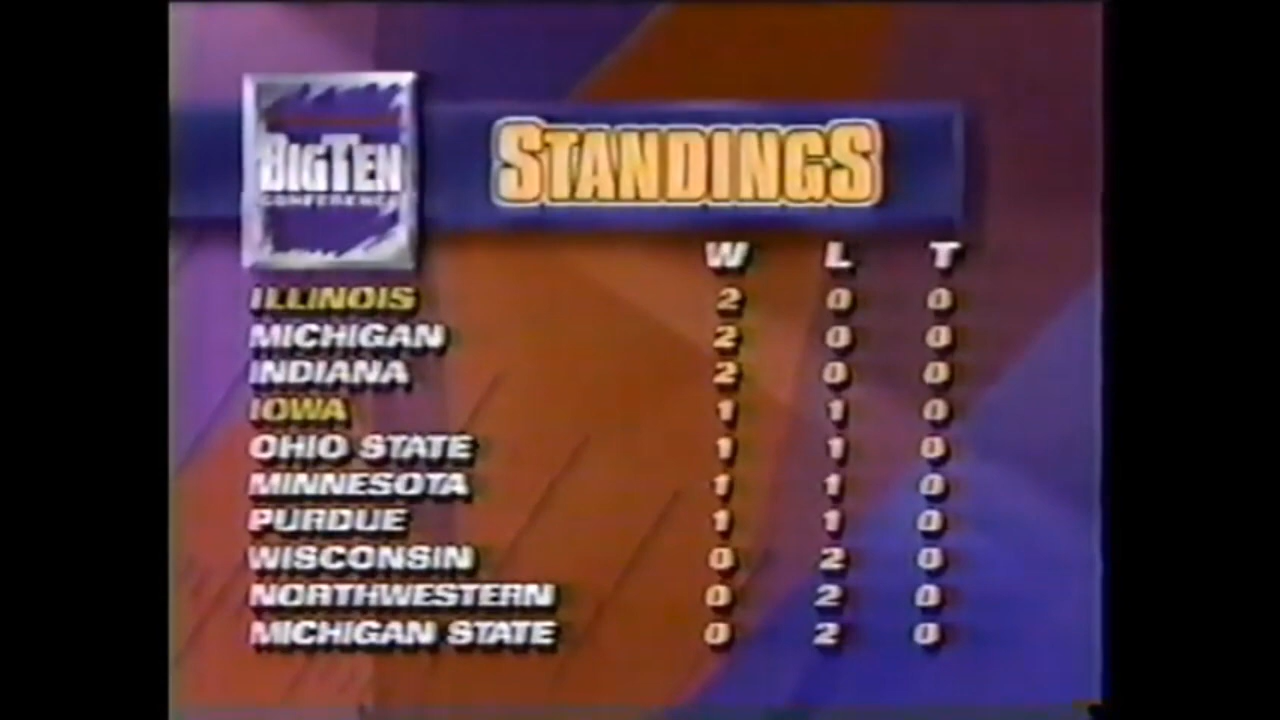 BIGTEN
CONFERENCE
STANDINGS
W L T
ILLINOIS 2 0 0
MICHIGAN 2 0 0
INDIANA 2 0 0
IOWA 1 1 0
OHIO STATE 1 1 0
MINNESOTA 1 1 0
PURDUE 1 1 0
WISCONSIN 0 2 0
NORTHWESTERN 0 2 0
MICHIGAN STATE 0 2 0